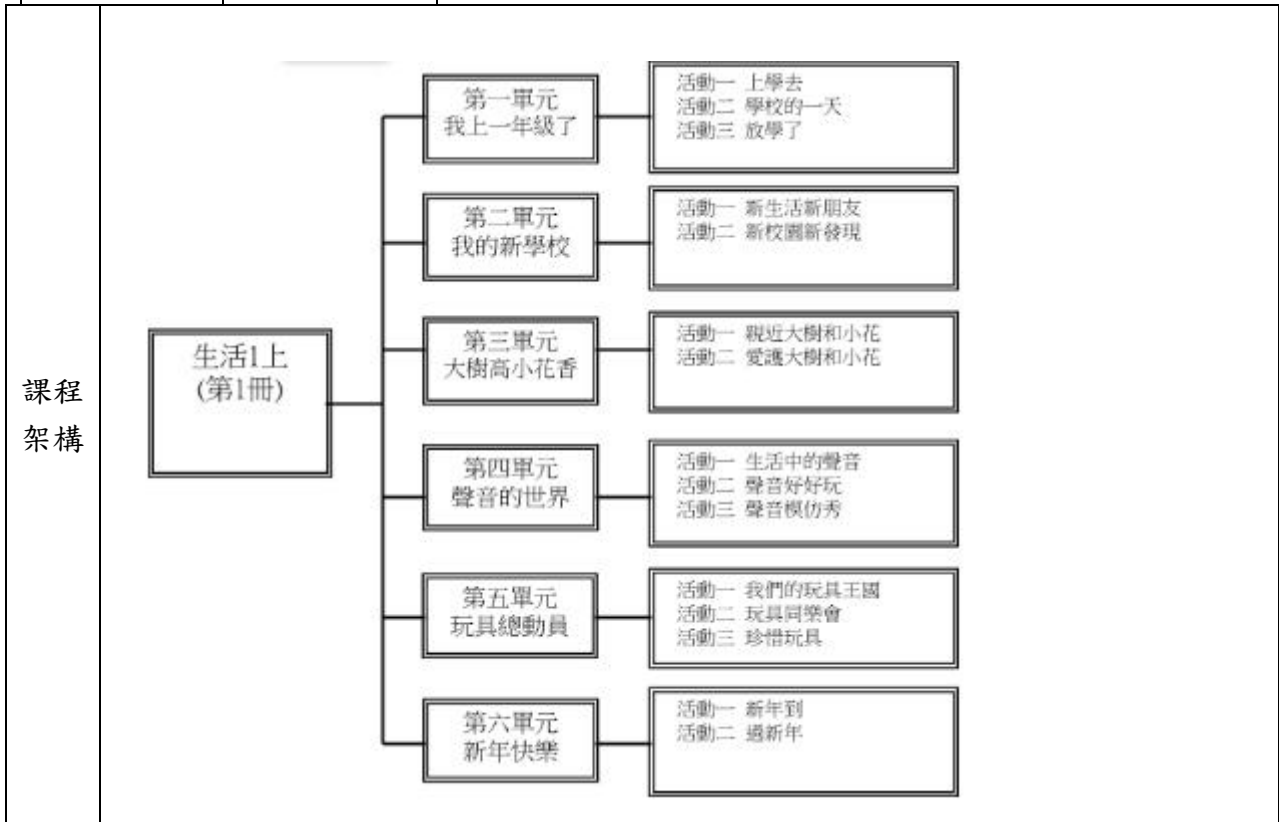 課程
架構
生活1上
(第1冊)
第一單元
我上一年級了
活動一 上學去
活動二 學校的一天
活動三 放學了
第二單元
我的新學校
活動一 新生活新朋友
活動二 新校園新發現
第三單元
大樹高小花香
活動一 親近大樹和小花
活動二 愛護大樹和小花
第四單元
聲音的世界
活動一 生活中的聲音
活動二 聲音好好玩
活動三 聲音模仿秀
第五單元
玩具總動員
活動一 我們的玩具王國
活動二 玩具同樂會
活動三 珍惜玩具
第六單元
新年快樂
活動一 新年到
活動二 過新年